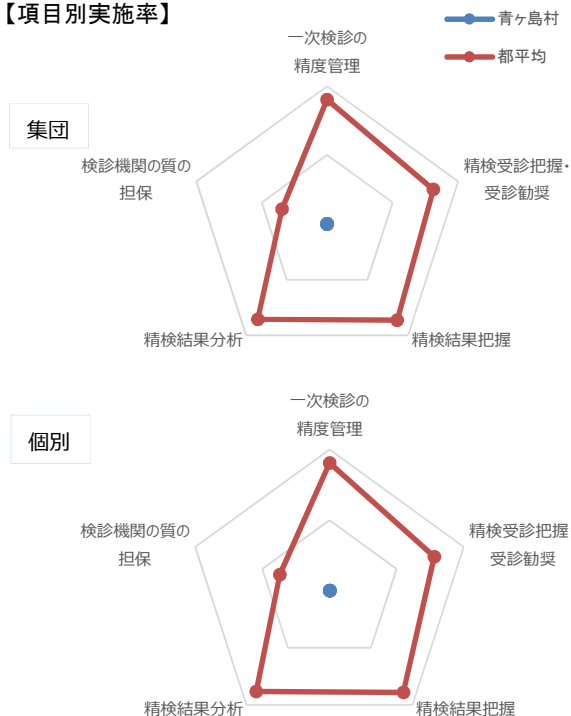 【項目別実施率】
青ヶ島村
都平均
集団
一次検診の
精度管理
精検受診把握・
受診勧奨
精検結果把握
精検結果分析
検診機関の質の
担保
個別
一次検診の
精度管理
精検受診把握
受診勧奨
精検結果把握
精検結果分析
検診機関の質の
担保